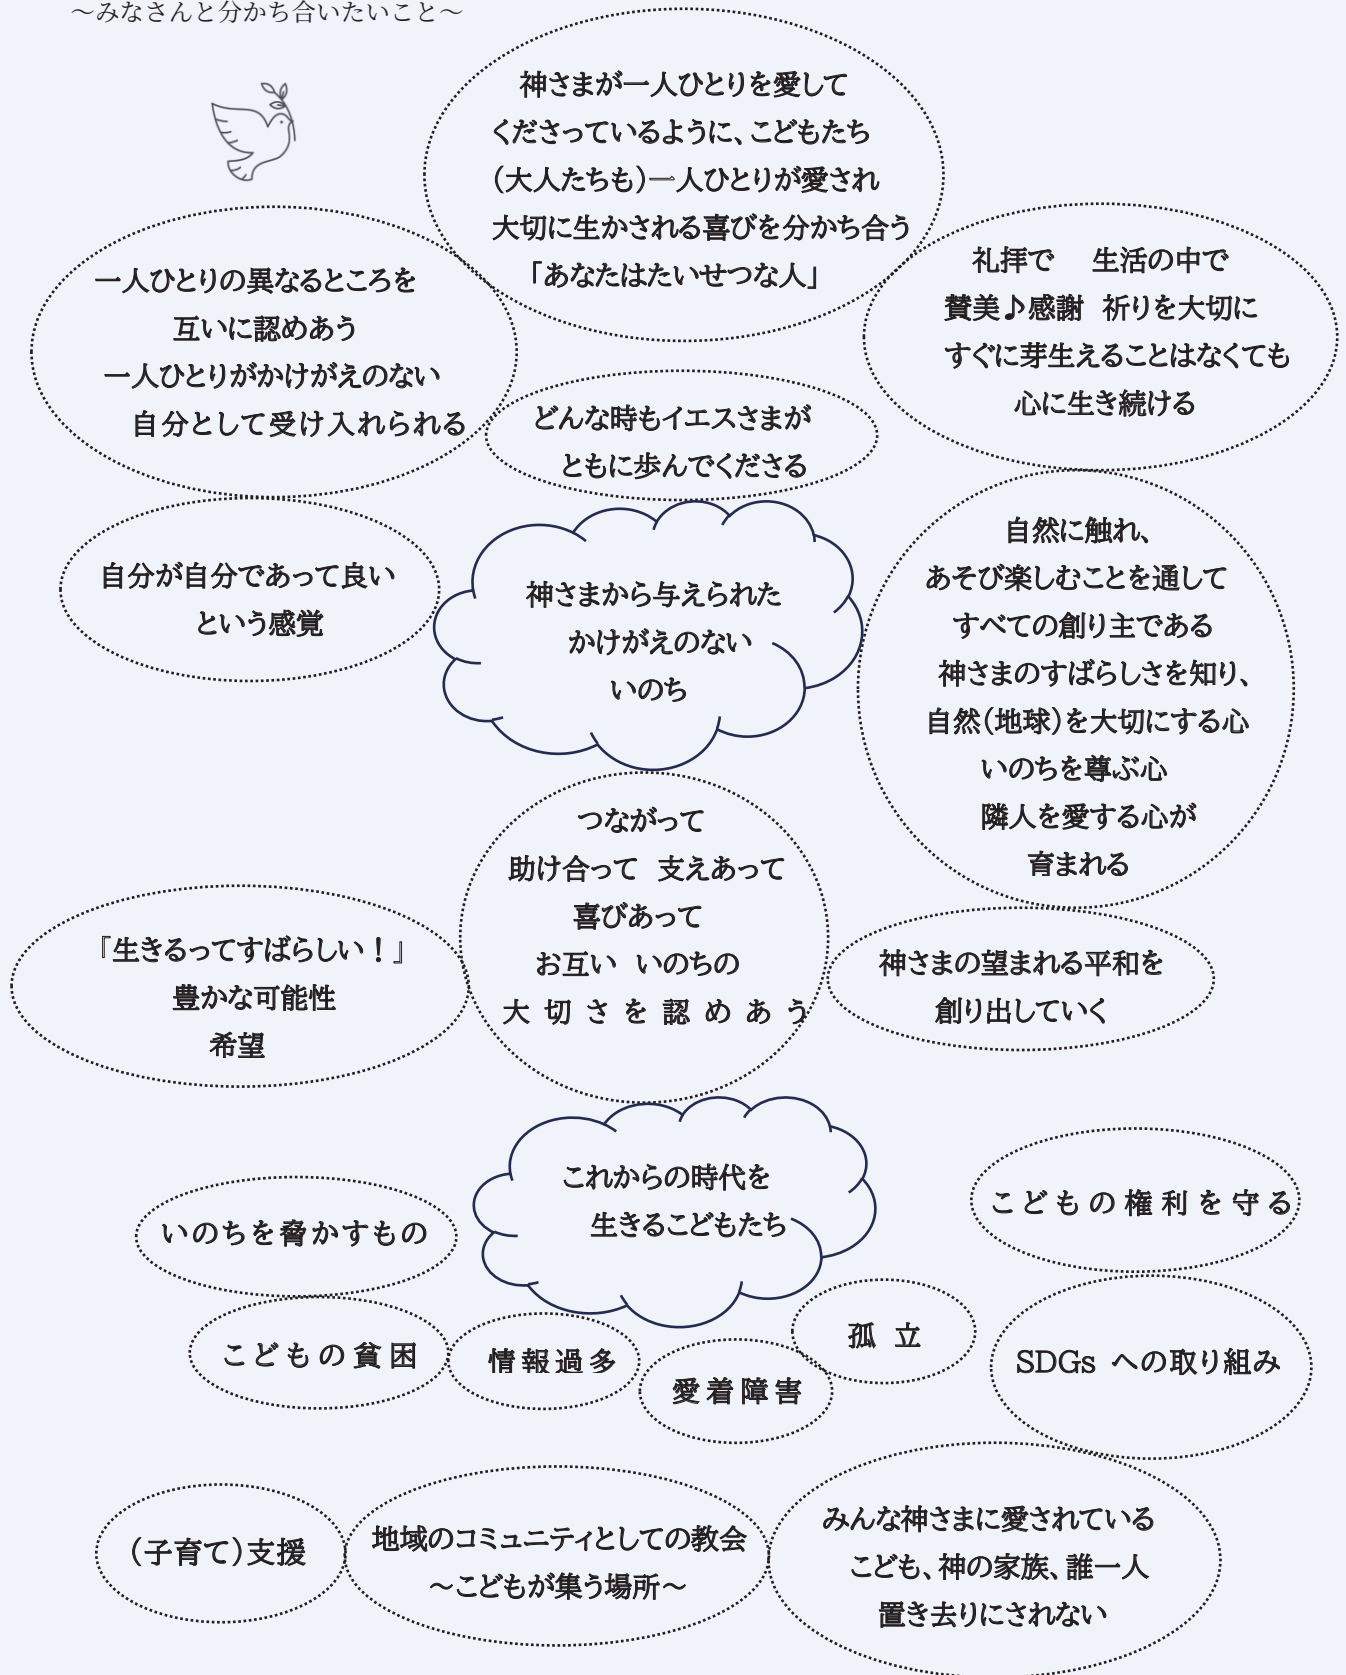 ～みなさんと分かち合いたいこと～
神さまが一人ひとりを愛して
くださっているように、こどもたち
（大人たちも）一人ひとりが愛され
大切に生かされる喜びを分かち合う
「あなたはたいせつな人」
一人ひとりの異なるところを
互いに認めあう
一人ひとりがかけがえのない
自分として受け入れられる
礼拝で　生活の中で
賛美♪感謝　祈りを大切に
すぐに芽生えることはなくても
心に生き続ける
どんな時もイエスさまが
ともに歩んでくださる
自分が自分であって良い
という感覚
神さまから与えられた
かけがえのない
いのち
自然に触れ、
あそび楽しむことを通して
すべての創り主である
神さまのすばらしさを知り、
自然（地球）を大切にする心
いのちを尊ぶ心
隣人を愛する心が
育まれる
つながって
助け合って　支えあって
喜びあって
お互い　いのちの
大切さを認めあう
『生きるってすばらしい！』
豊かな可能性
希望
神さまの望まれる平和を
創り出していく
これからの時代を
生きるこどもたち
こどもの権利を守る
いのちを脅かすもの
こどもの貧困
情報過多
愛着障害
孤立
SDGs への取り組み
（子育て）支援
地域のコミュニティとしての教会
～こどもが集う場所～
みんな神さまに愛されている
こども、神の家族、誰一人
置き去りにされない